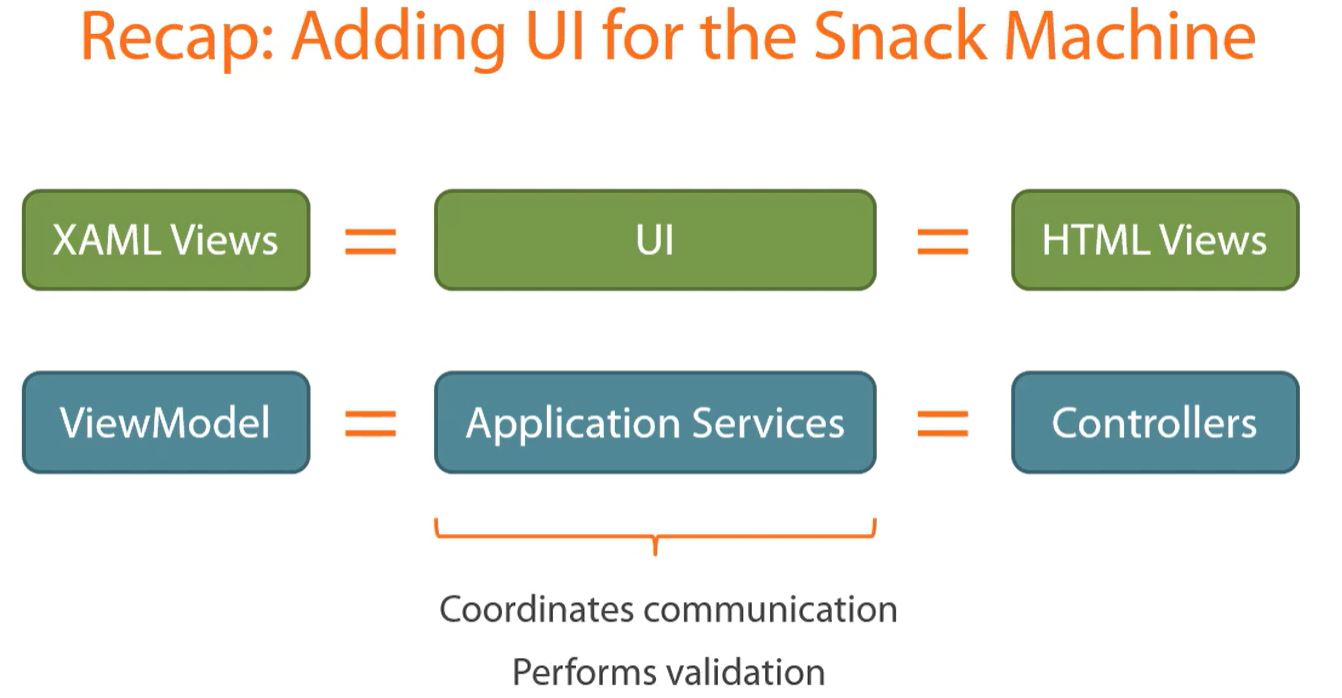 Recap: Adding UI for the Snack Machine
XAML Views = UI = HTML Views
ViewModel = Application Services = Controllers
Coordinates communication
Performs validation